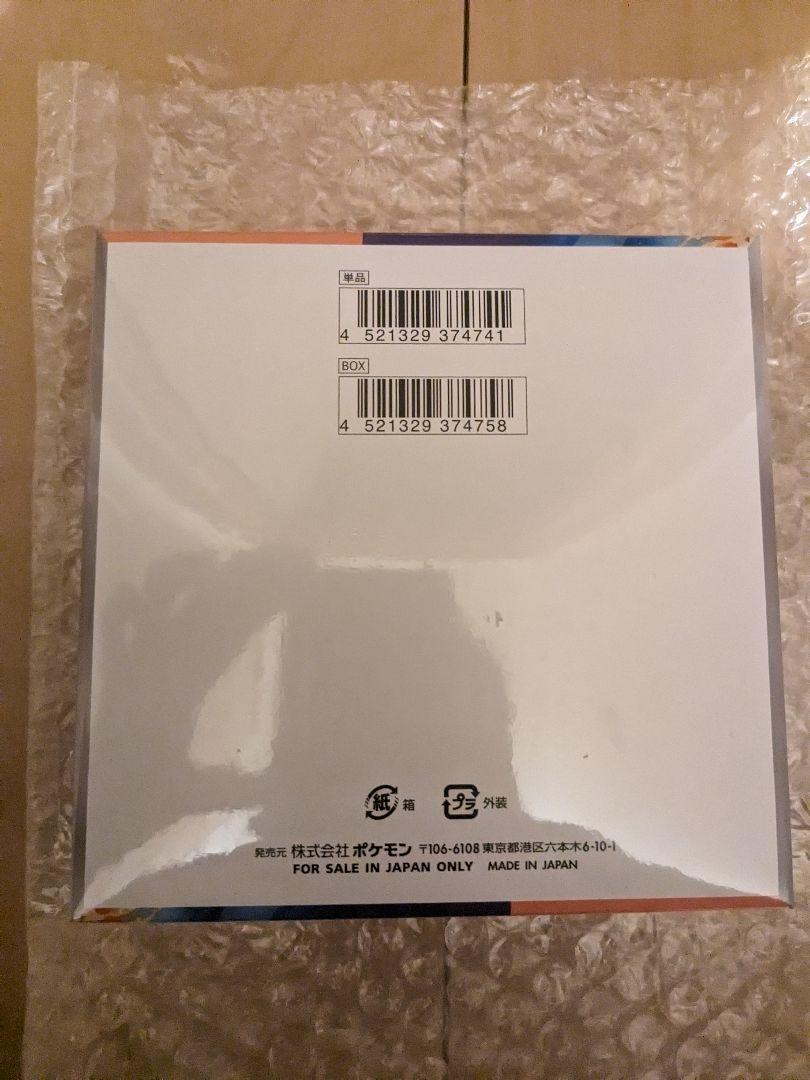 単品
4 521329 374741
BOX
4 521329 374758
紙 箱 プラ 外装
発売元 株式会社 ポケモン 〒106-6108 東京都港区六本木6-10-1
FOR SALE IN JAPAN ONLY MADE IN JAPAN